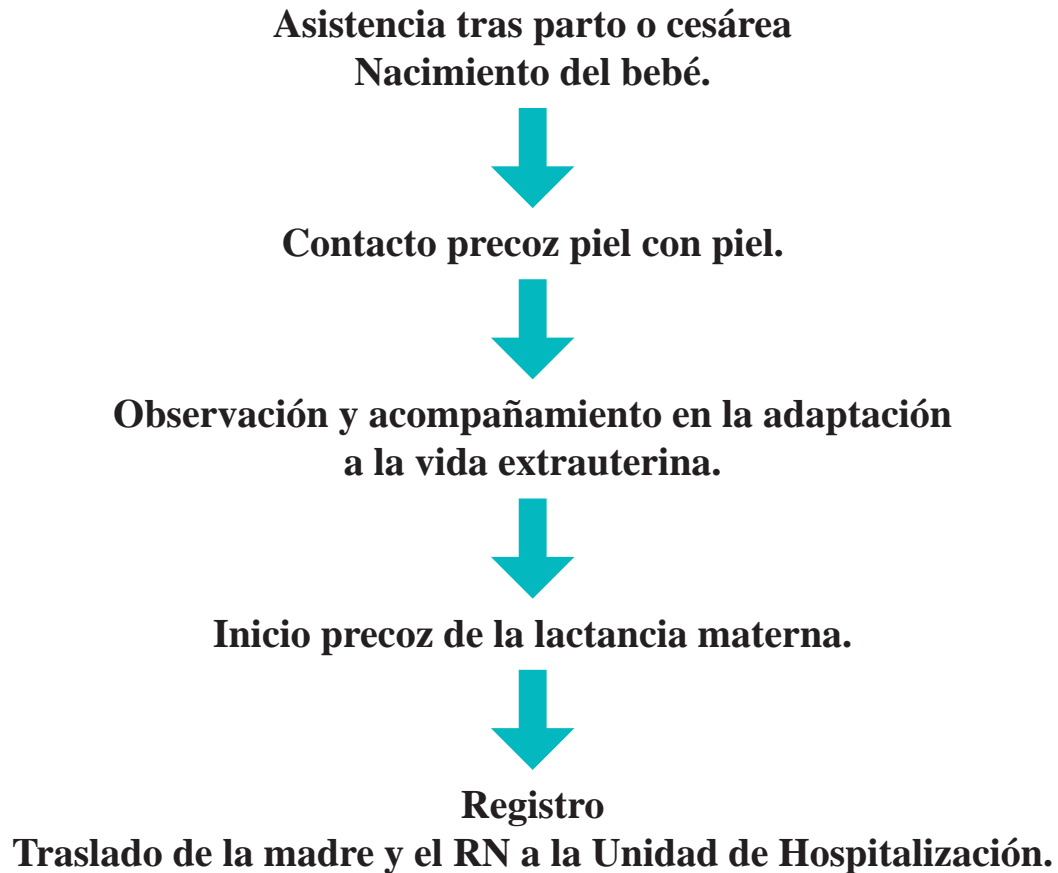 Asistencia tras parto o cesárea
Nacimiento del bebé.
Contacto precoz piel con piel.
Observación y acompañamiento en la adaptación
a la vida extrauterina.
Inicio precoz de la lactancia materna.
Registro
Traslado de la madre y el RN a la Unidad de Hospitalización.